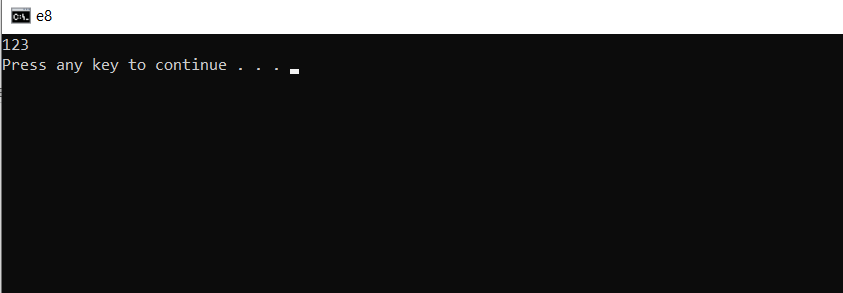 e8
123
Press any key to continue . . .